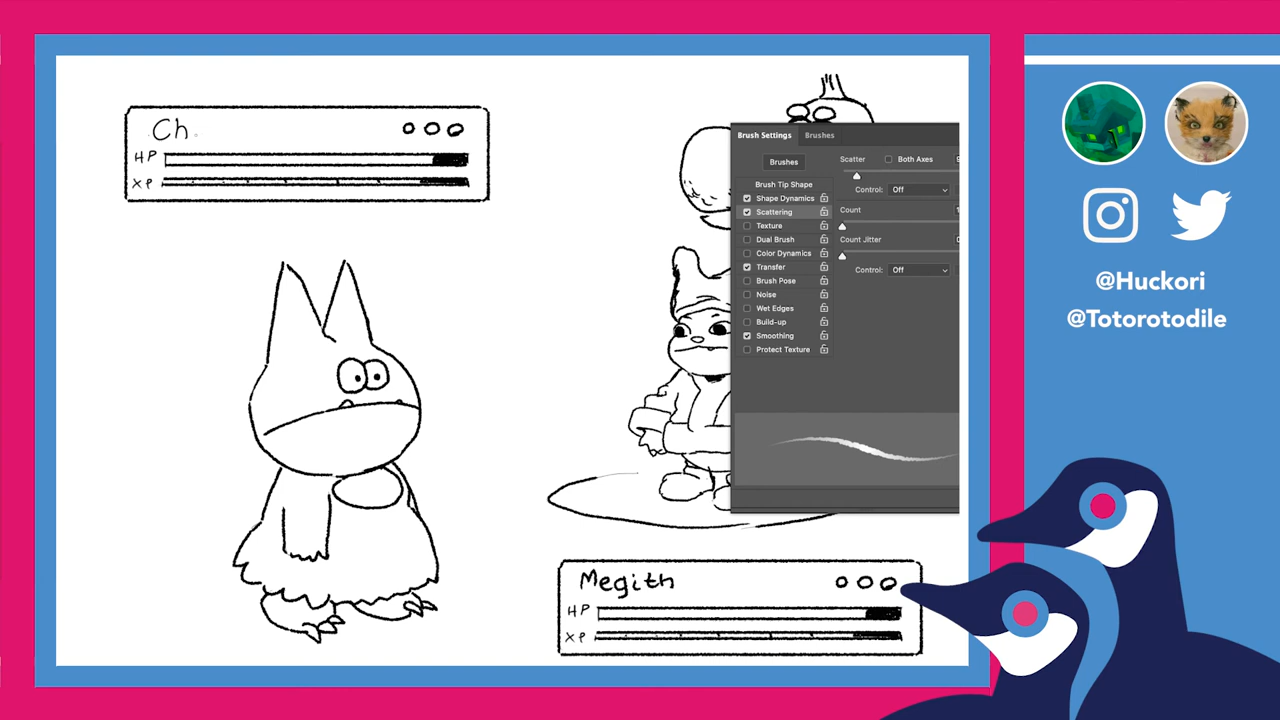 Ch
HP
XP
Brush Settings
Brushes
Brushes
Brush Tip Shape
Shape Dynamics
Scattering
Texture
Dual Brush
Color Dynamics
Transfer
Brush Pose
Noise
Wet Edges
Build-up
Smoothing
Protect Texture
Scatter
Both Axes
Control: Off
Count
Count Jitter
Control: Off
Megith
HP
XP
@Huckori
@Totorotodile